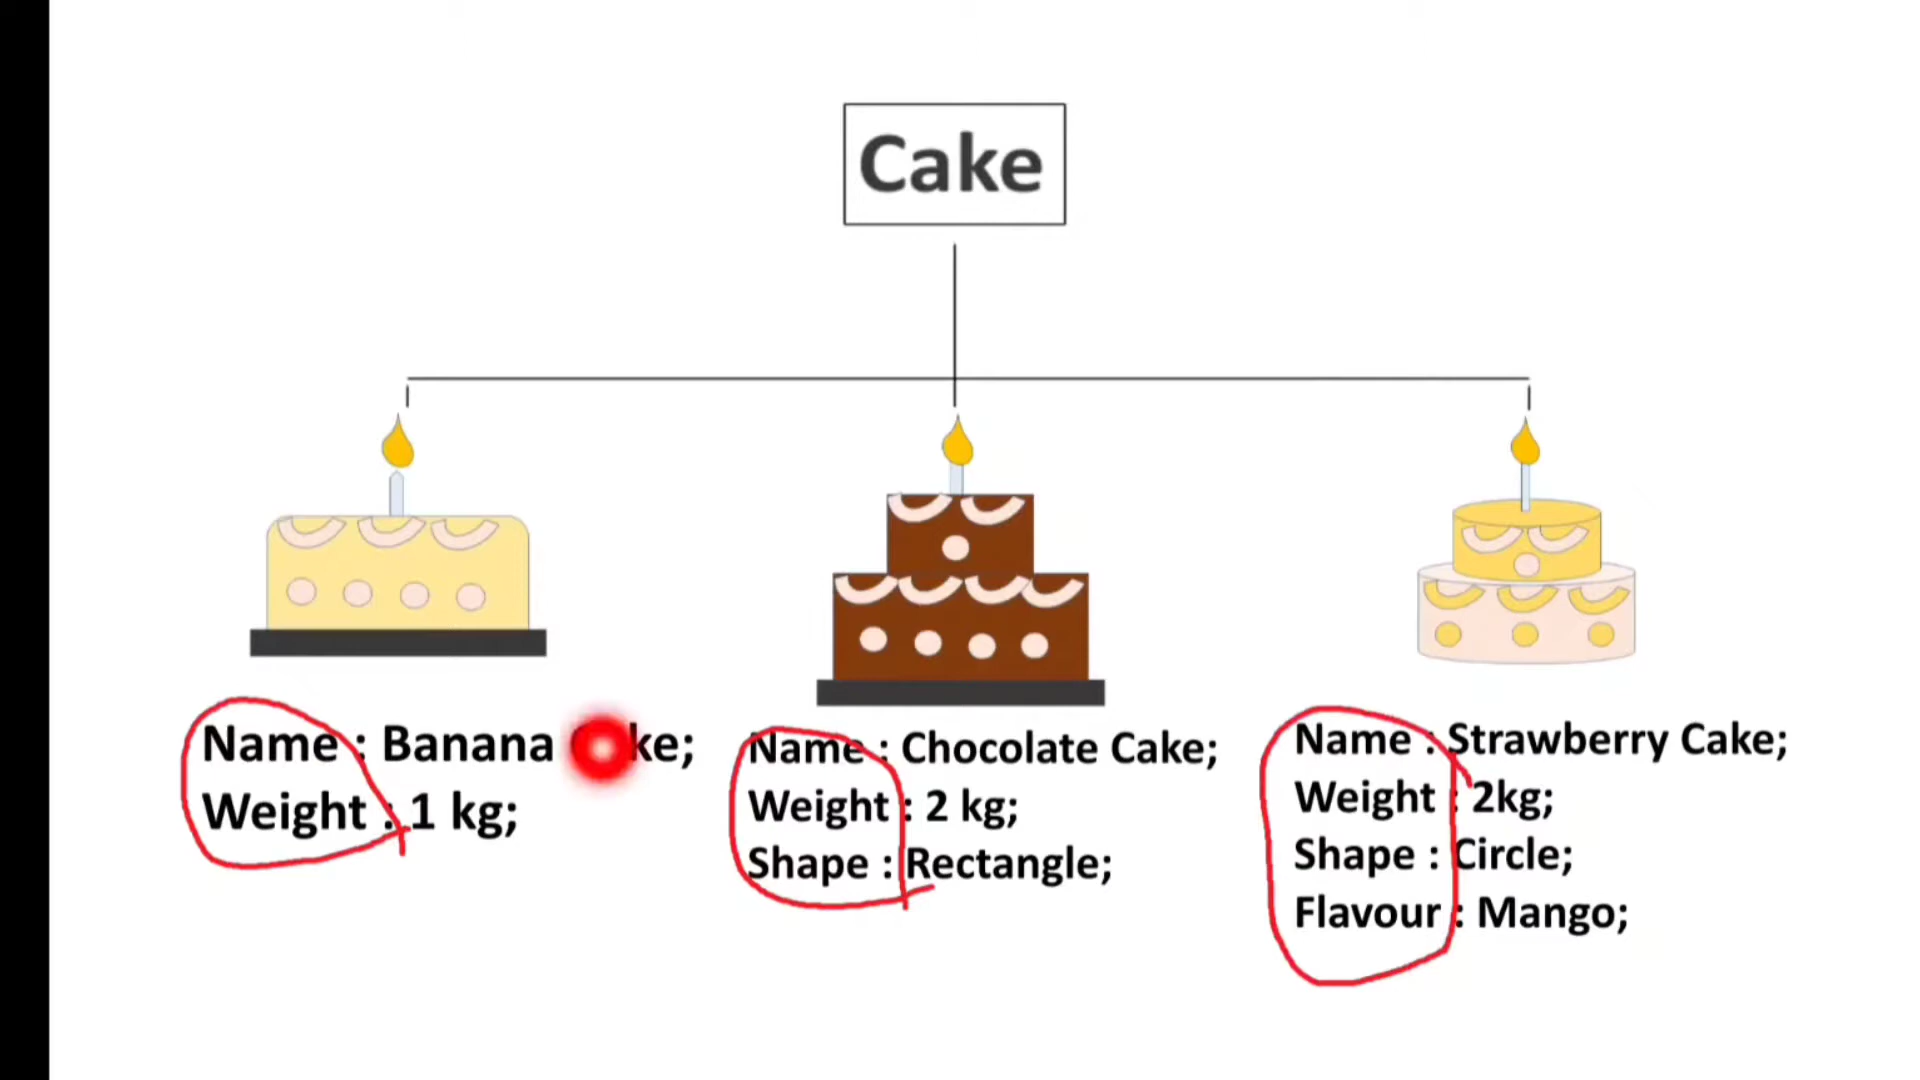 Cake
Name : Banana ke;
Weight : 1 kg;
Name : Chocolate Cake;
Weight : 2 kg;
Shape : Rectangle;
Name : Strawberry Cake;
Weight : 2kg;
Shape : Circle;
Flavour : Mango;